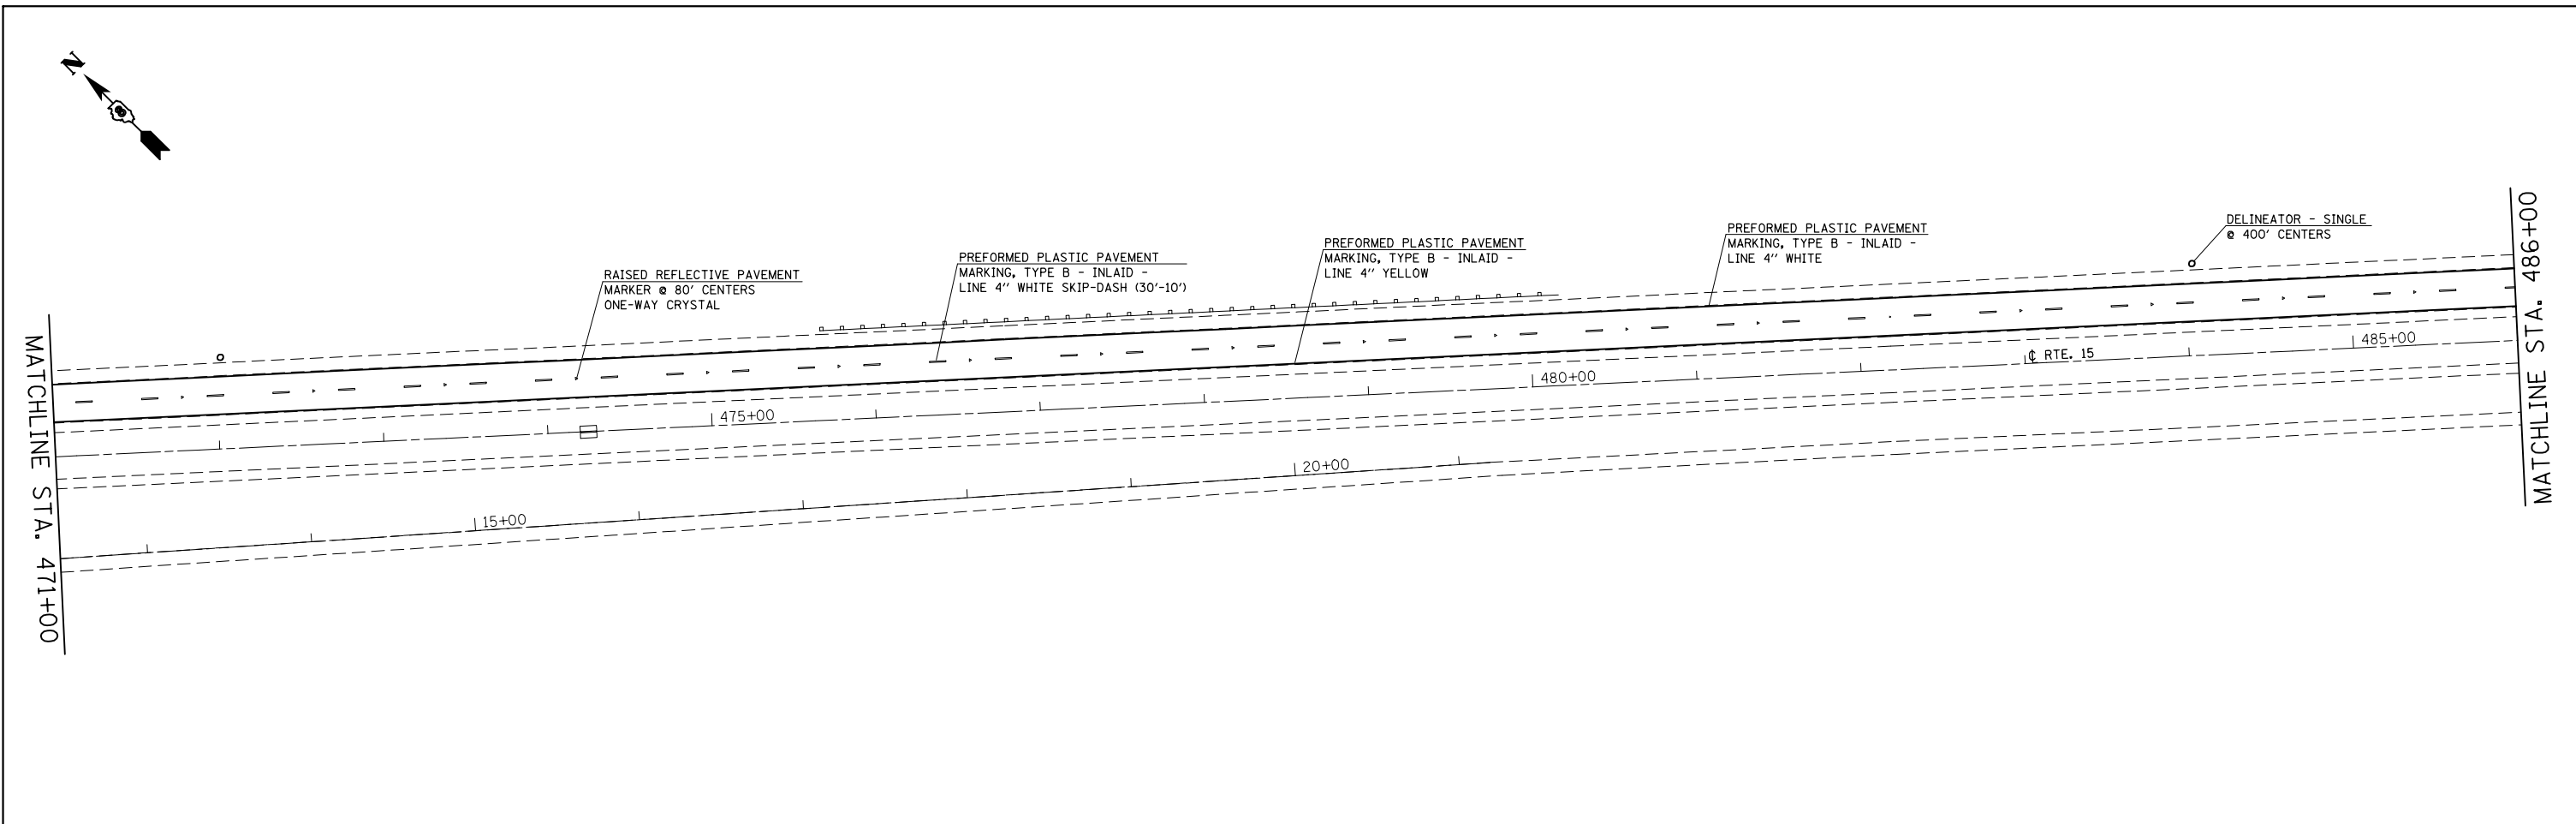 N
RAISED REFLECTIVE PAVEMENT
MARKER @ 80' CENTERS
ONE-WAY CRYSTAL
PREFORMED PLASTIC PAVEMENT
MARKING, TYPE B - INLAID -
LINE 4" WHITE SKIP-DASH (30'-10')
PREFORMED PLASTIC PAVEMENT
MARKING, TYPE B - INLAID -
LINE 4" YELLOW
PREFORMED PLASTIC PAVEMENT
MARKING, TYPE B - INLAID -
LINE 4" WHITE
DELINEATOR - SINGLE
@ 400' CENTERS
MATCHLINE STA. 471+00
475+00
480+00
℄ RTE. 15
485+00
15+00
20+00
MATCHLINE STA. 486+00